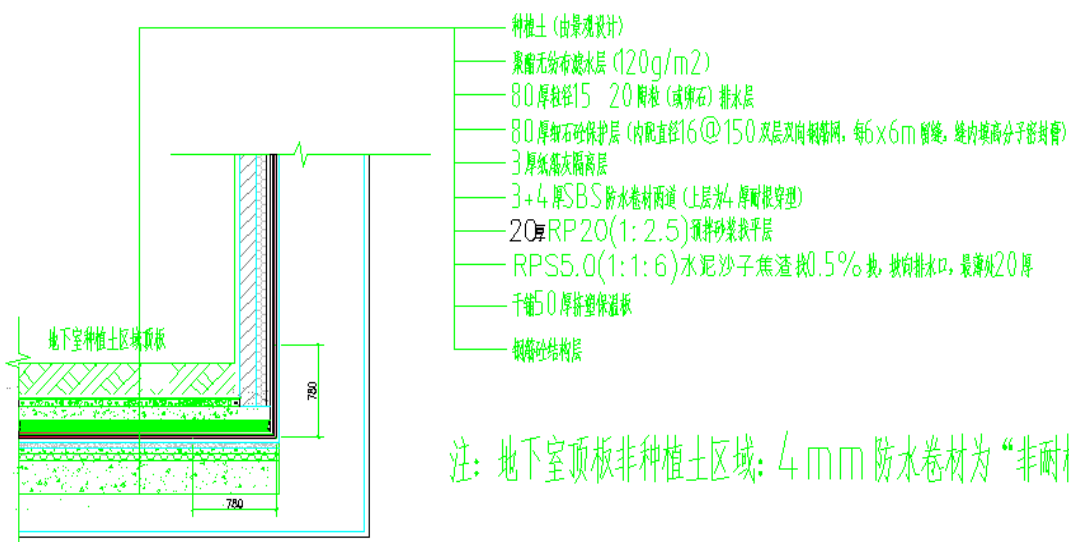 种植土（由景观设计）
聚酯无纺布滤水层（120g/m2）
80厚粒径15 20陶粒（或卵石）排水层
80厚细石砼保护层（内配直径16@150双层双向钢筋网，每6x6m留缝，缝内填高分子密封膏）
3厚纸筋灰隔离层
3+4厚SBS防水卷材两道（上层为4厚耐根穿型）
20厚RP20(1:2.5)预拌砂浆找平层
RPS5.0(1:1:6)水泥沙子焦渣找0.5%坡，坡向排水口，最薄处20厚
干铺50厚挤塑保温板
钢筋砼结构层
地下室种植土区域顶板
780
780
注：地下室顶板非种植土区域：4mm防水卷材为“非耐